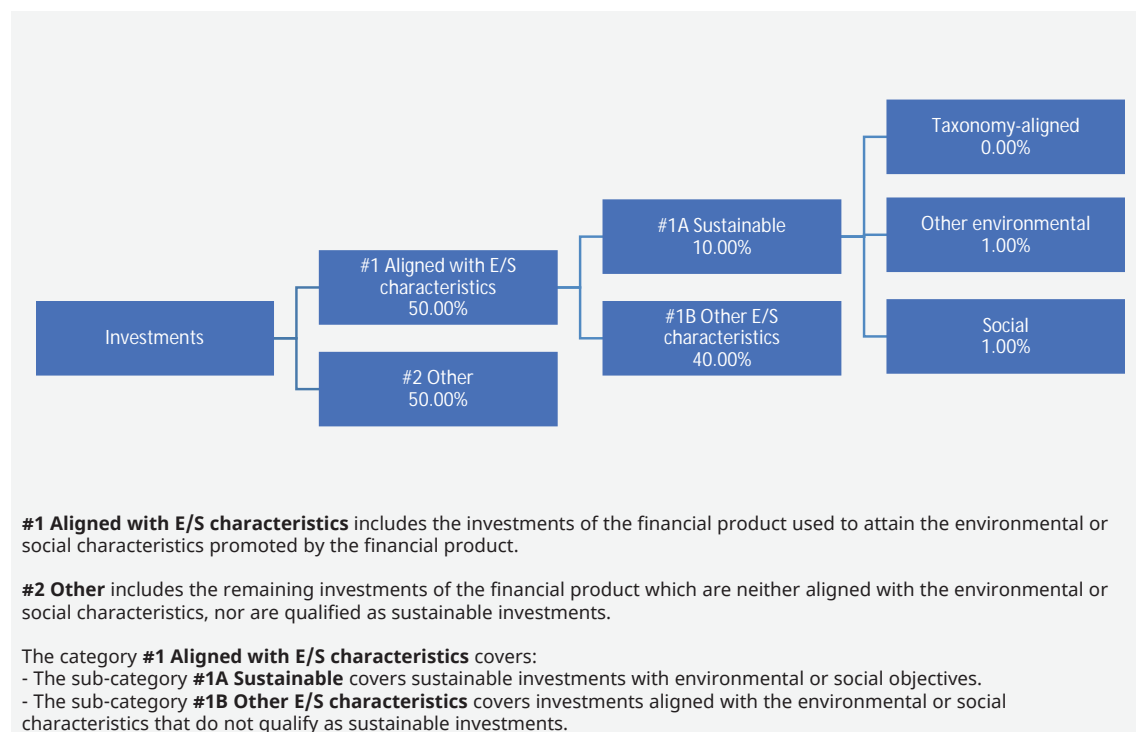 Investments
#1 Aligned with E/S
characteristics
50.00%
#2 Other
50.00%
#1A Sustainable
10.00%
#1B Other E/S
characteristics
40.00%
Taxonomy-aligned
0.00%
Other environmental
1.00%
Social
1.00%
#1 Aligned with E/S characteristics includes the investments of the financial product used to attain the environmental or
social characteristics promoted by the financial product.
#2 Other includes the remaining investments of the financial product which are neither aligned with the environmental or
social characteristics, nor are qualified as sustainable investments.
The category #1 Aligned with E/S characteristics covers:
- The sub-category #1A Sustainable covers sustainable investments with environmental or social objectives.
- The sub-category #1B Other E/S characteristics covers investments aligned with the environmental or social
characteristics that do not qualify as sustainable investments.